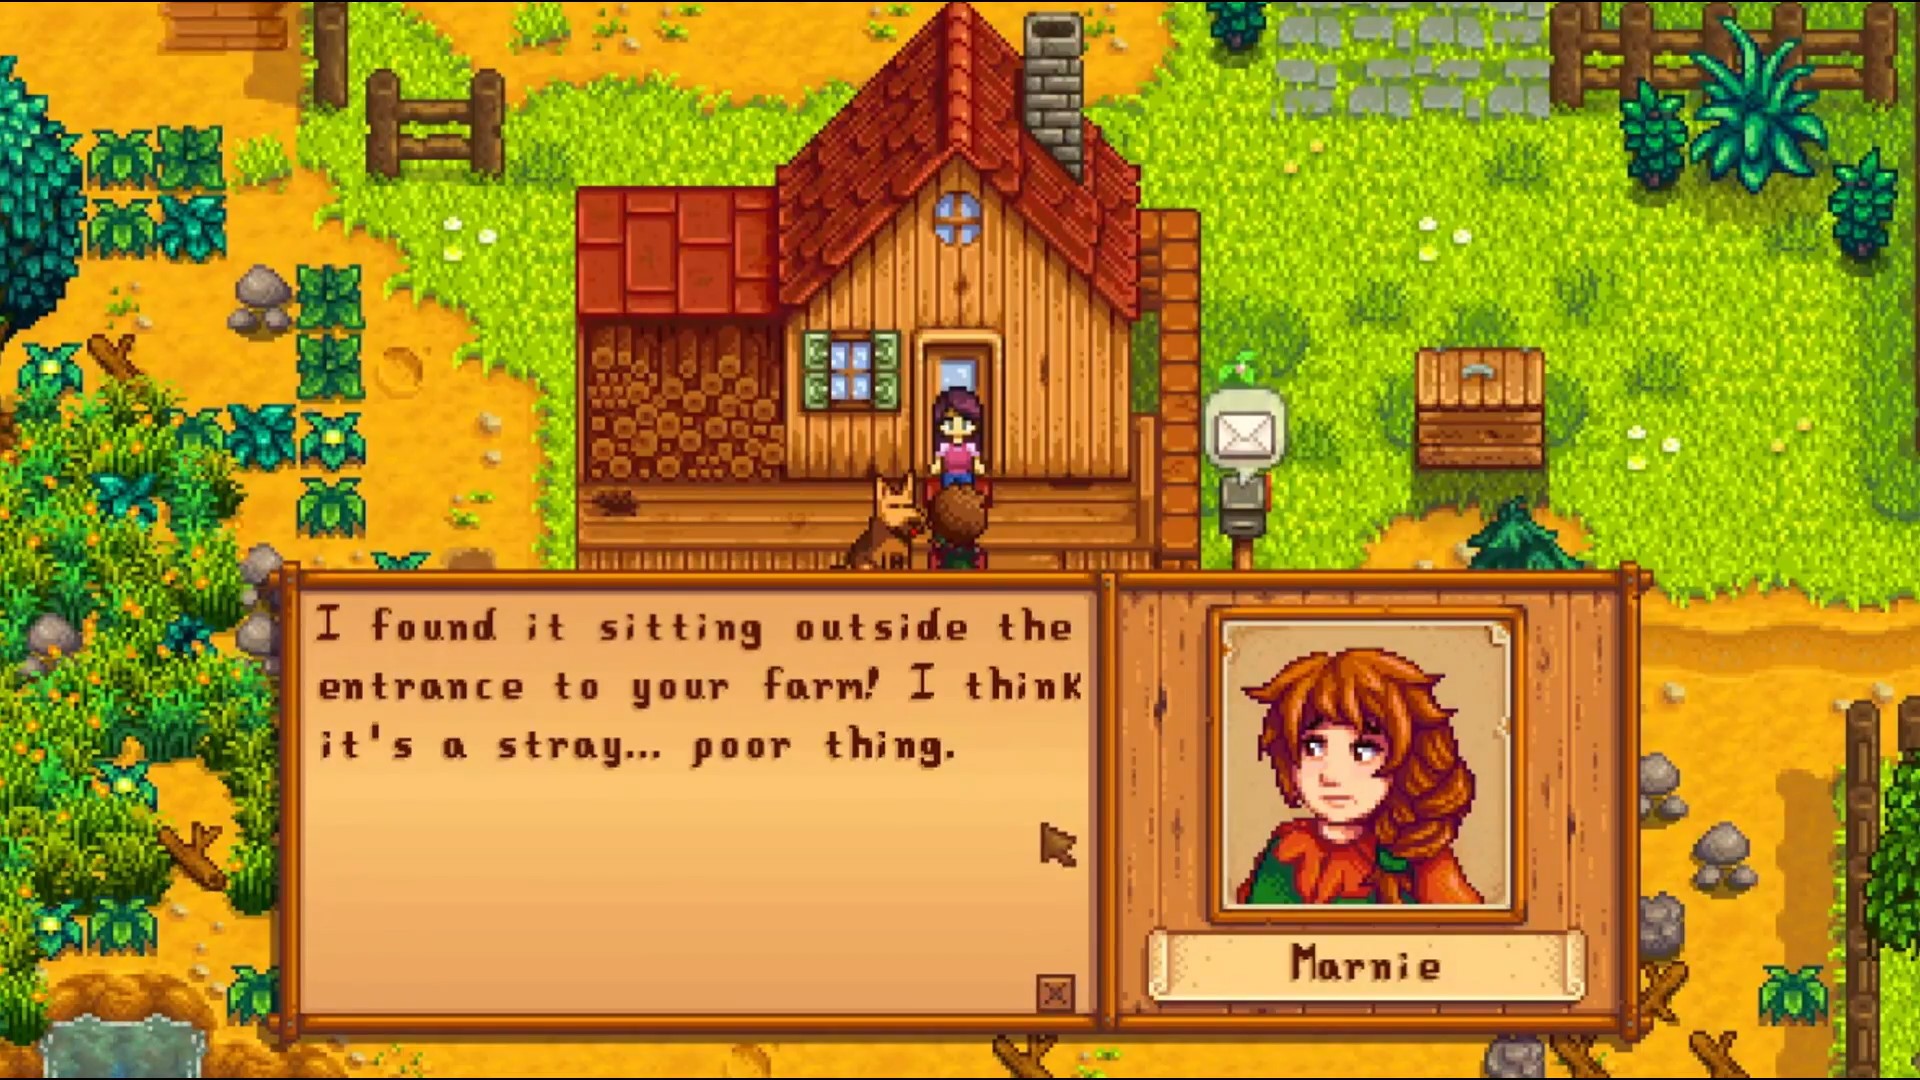 I found it sitting outside the
entrance to your farm! I think
it's a stray... poor thing.
Marnie